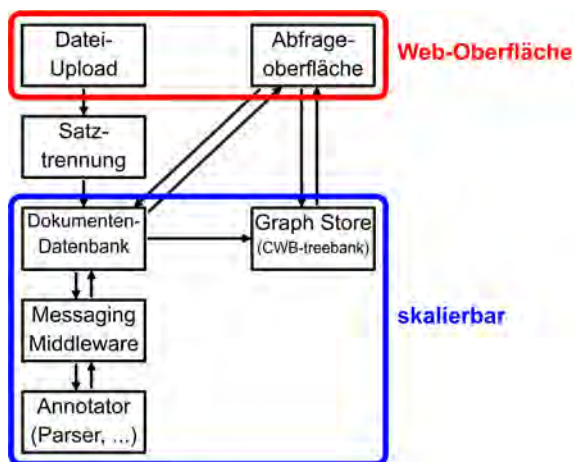 Datei-
Upload
Abfrage-
oberfläche
Web-Oberfläche
Satz-
trennung
Dokumenten-
Datenbank
Graph Store
(CWB-treebank)
Messaging
Middleware
skalierbar
Annotator
(Parser, ...)